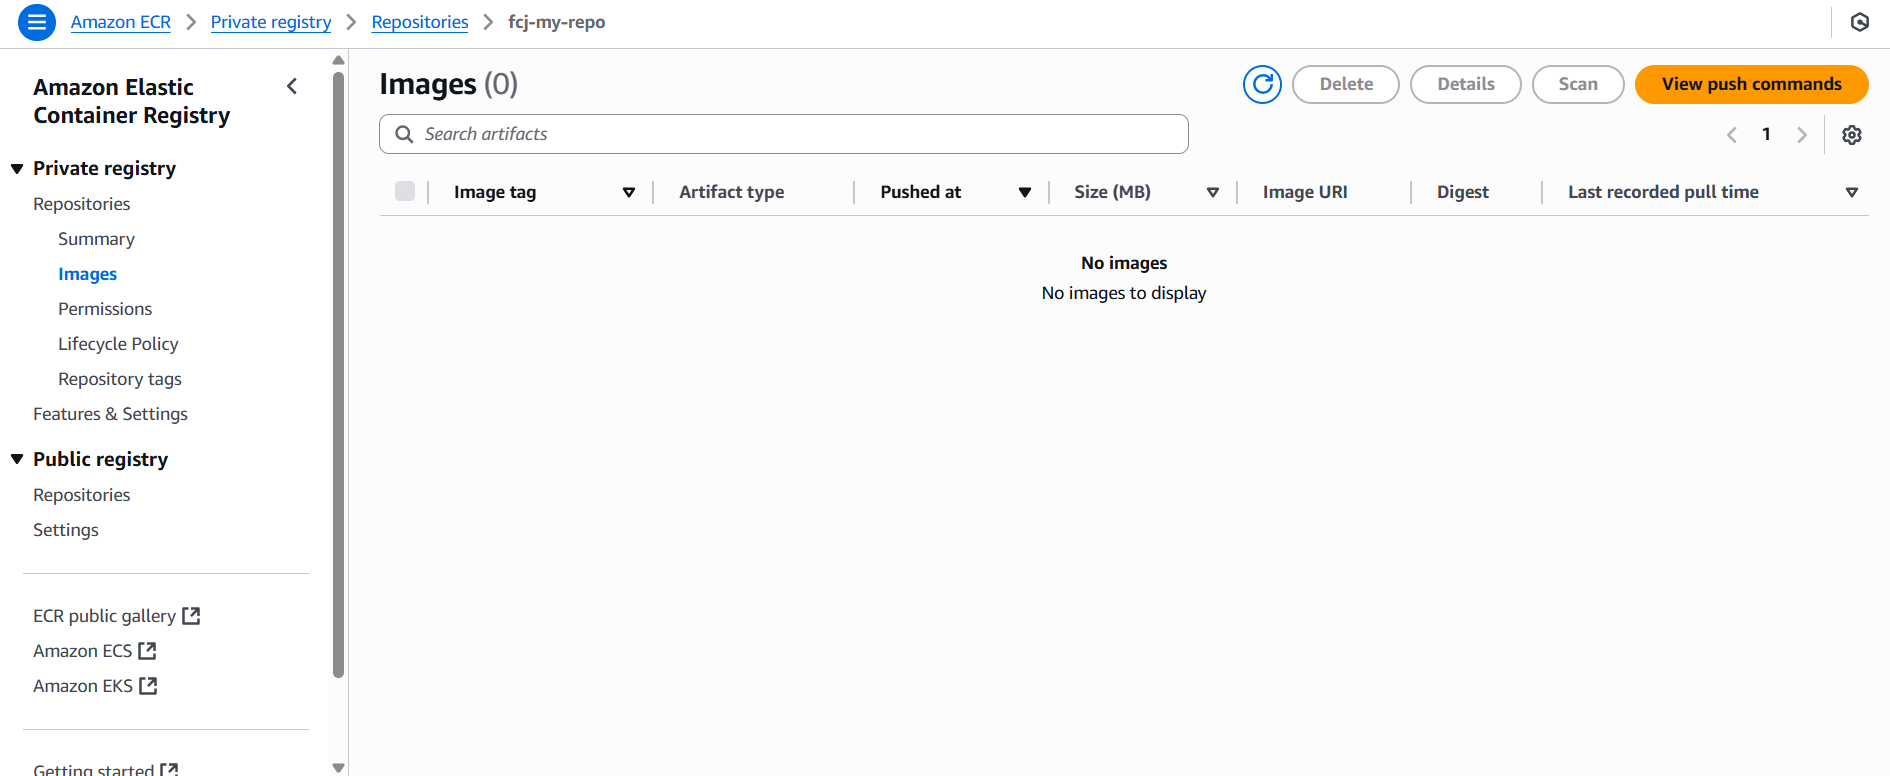 Amazon ECR
Private registry
Repositories
fcj-my-repo
Amazon Elastic
Container Registry
Private registry
Repositories
Summary
Images
Permissions
Lifecycle Policy
Repository tags
Features & Settings
Public registry
Repositories
Settings
ECR public gallery
Amazon ECS
Amazon EKS
Getting started
Images (0)
Delete
Details
Scan
View push commands
Search artifacts
1
Image tag
Artifact type
Pushed at
Size (MB)
Image URI
Digest
Last recorded pull time
No images
No images to display